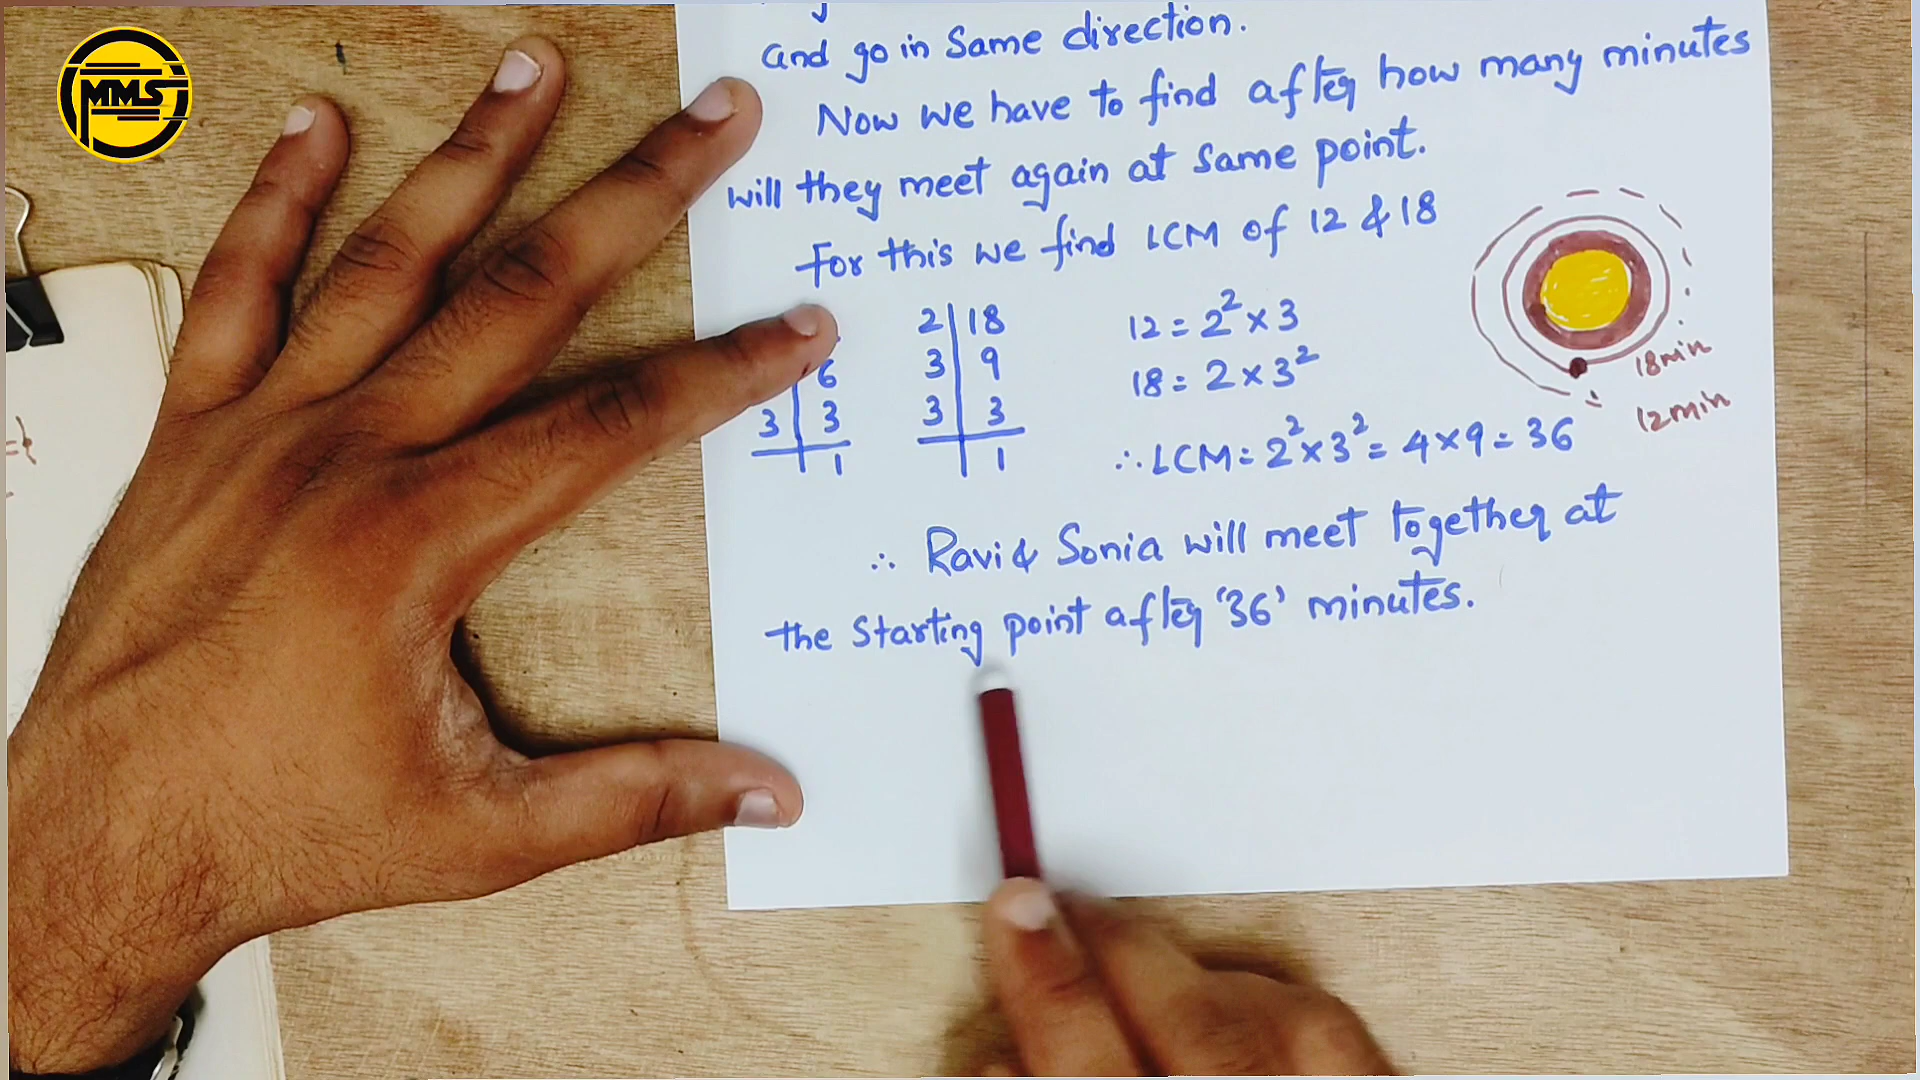 MMS
and go in Same direction.
Now we have to find after how many minutes
will they meet again at same point.
For this we find LCM of 12 & 18
6
3 3
1
2 18
3 9
3 3
1
12 = 2² × 3
18 = 2 × 3²
∴ LCM = 2² × 3² = 4 × 9 = 36
18min
12min
∴ Ravi & Sonia will meet together at
the Starting point after '36' minutes.